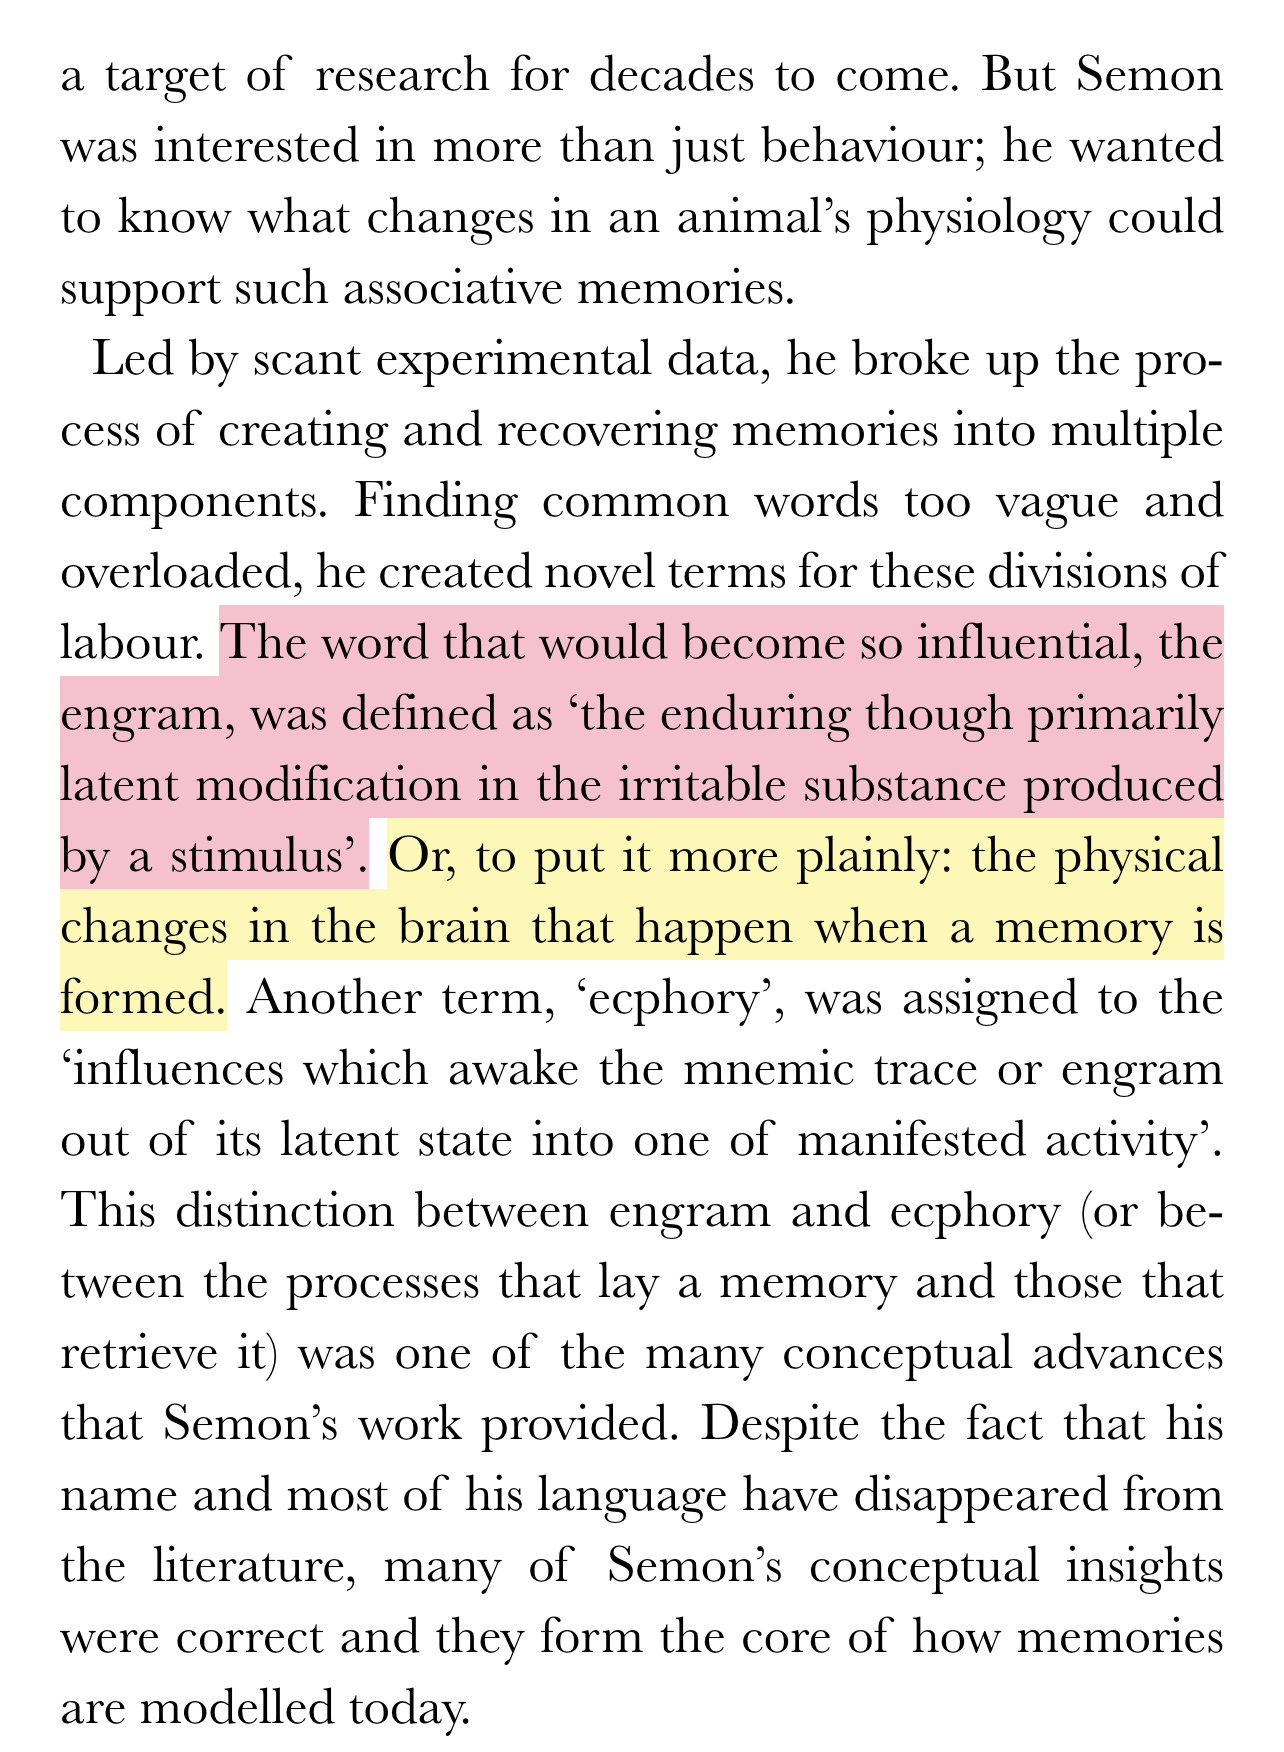 a target of research for decades to come. But Semon
was interested in more than just behaviour; he wanted
to know what changes in an animal’s physiology could
support such associative memories.
Led by scant experimental data, he broke up the pro-
cess of creating and recovering memories into multiple
components. Finding common words too vague and
overloaded, he created novel terms for these divisions of
labour. The word that would become so influential, the
engram, was defined as ‘the enduring though primarily
latent modification in the irritable substance produced
by a stimulus’. Or, to put it more plainly: the physical
changes in the brain that happen when a memory is
formed. Another term, ‘ecphory’, was assigned to the
‘influences which awake the mnemic trace or engram
out of its latent state into one of manifested activity’.
This distinction between engram and ecphory (or be-
tween the processes that lay a memory and those that
retrieve it) was one of the many conceptual advances
that Semon’s work provided. Despite the fact that his
name and most of his language have disappeared from
the literature, many of Semon’s conceptual insights
were correct and they form the core of how memories
are modelled today.